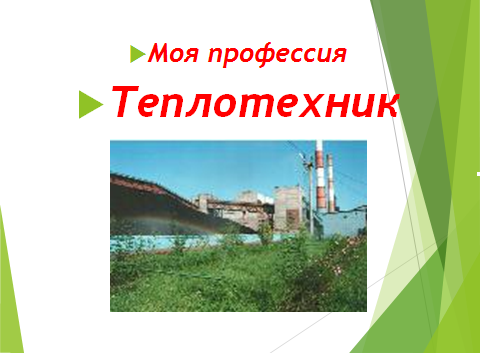 Моя профессия
Теплотехник